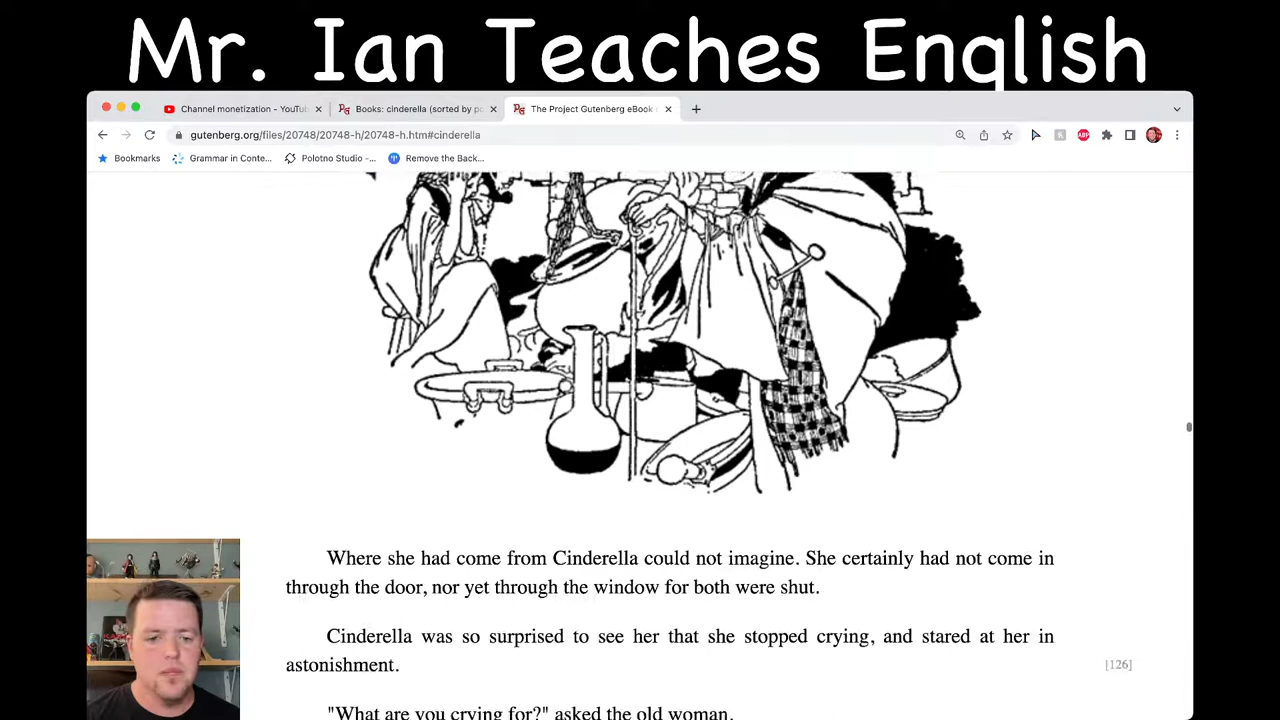 Mr. Ian Teaches English
Channel monetization - YouTu
Books: cinderella (sorted by po
The Project Gutenberg eBook
gutenberg.org/files/20748/20748-h/20748-h.htm#cinderella
Bookmarks
Grammar in Conte...
Polotno Studio -...
Remove the Back...
Where she had come from Cinderella could not imagine. She certainly had not come in
through the door, nor yet through the window for both were shut.
Cinderella was so surprised to see her that she stopped crying, and stared at her in
astonishment.
[126]
"What are you crying for?" asked the old woman.